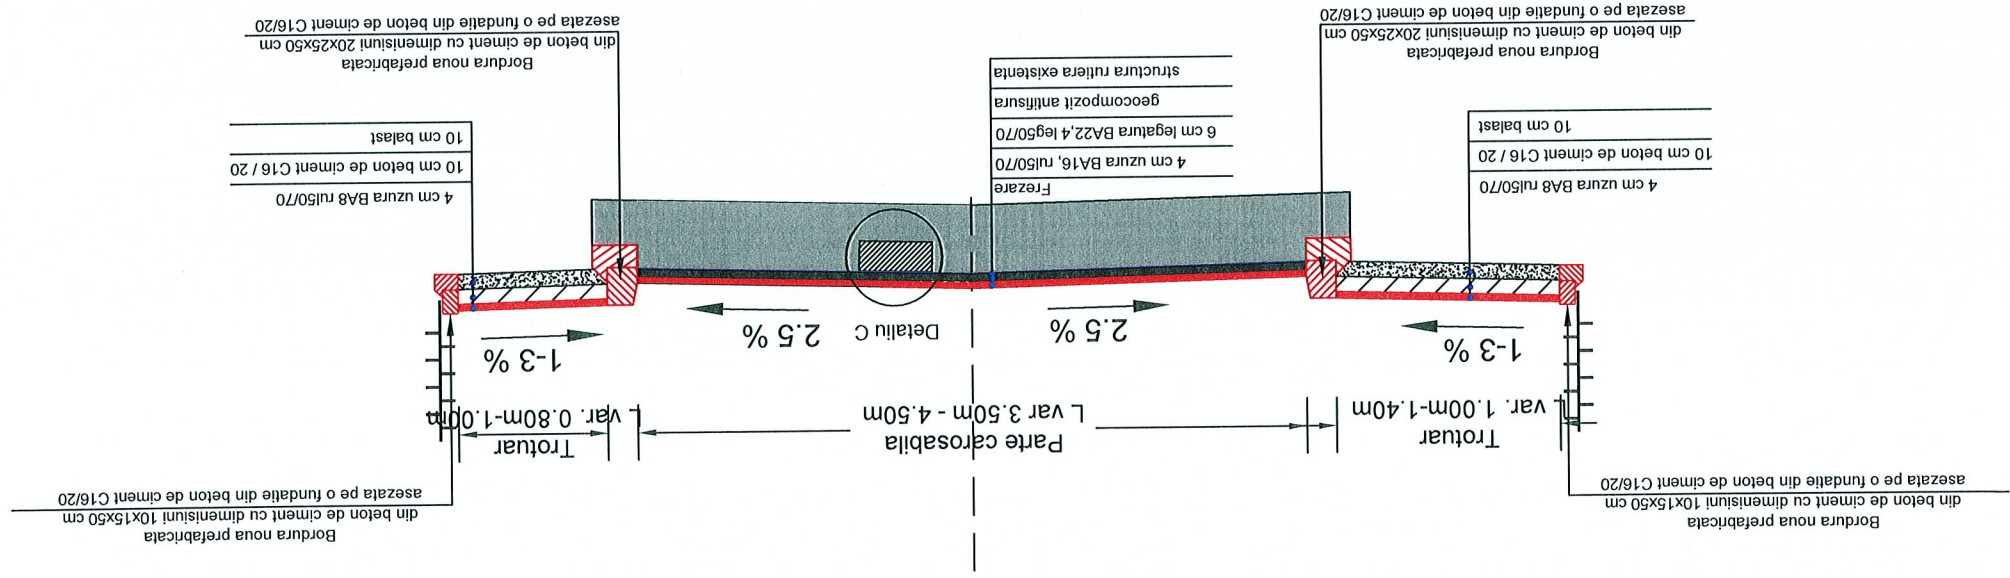 Bordura noua prefabricata
din beton de ciment cu dimenisiuni 10x15x50 cm
asezata pe o fundatie din beton de ciment C16/20
Bordura noua prefabricata
din beton de ciment cu dimenisiuni 10x15x50 cm
asezata pe o fundatie din beton de ciment C16/20
Trotuar
L var. 1.00m-1.40m
Parte carosabila
L var 3.50m - 4.50m
Trotuar
L var. 0.80m-1.00m
1-3 %
2.5 %
Detaliu C
2.5 %
1-3 %
4 cm uzura BA8 rul50/70
10 cm beton de ciment C16 / 20
10 cm balast
Frezare
4 cm uzura BA16, rul50/70
6 cm legatura BA22,4 leg50/70
geocompozit antifisura
structura rutiera existenta
4 cm uzura BA8 rul50/70
10 cm beton de ciment C16 / 20
10 cm balast
Bordura noua prefabricata
din beton de ciment cu dimenisiuni 20x25x50 cm
asezata pe o fundatie din beton de ciment C16/20
Bordura noua prefabricata
din beton de ciment cu dimenisiuni 20x25x50 cm
asezata pe o fundatie din beton de ciment C16/20